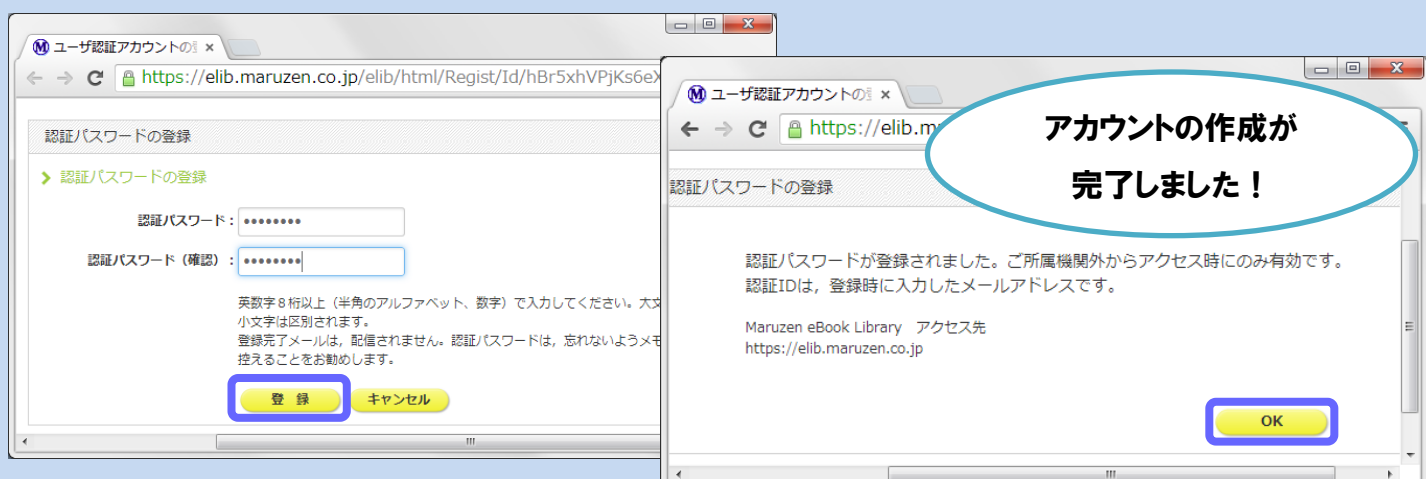 ユーザ認証アカウントの
https://elib.maruzen.co.jp/elib/html/Regist/Id/hBr5xhVPjKs6eX
認証パスワードの登録
認証パスワードの登録
認証パスワード：
認証パスワード（確認）：
英数字８桁以上（半角のアルファベット、数字）で入力してください。大文
小文字は区別されます。
登録完了メールは，配信されません。認証パスワードは，忘れないようメモ
控えることをお勧めします。
登 録
キャンセル
ユーザ認証アカウントの
https://elib.m
アカウントの作成が
完了しました！
認証パスワードの登録
認証パスワードが登録されました。ご所属機関外からアクセス時にのみ有効です。
認証IDは，登録時に入力したメールアドレスです。
Maruzen eBook Library　アクセス先
https://elib.maruzen.co.jp
OK